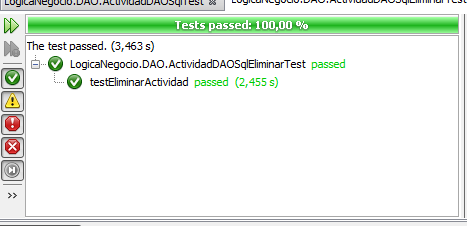 LogicaNegocio.DAO.ActividadDAOSqlTest
LogicaNegocio.DAO.ActividadDAOSqlEliminarTest
Tests passed: 100,00 %
The test passed. (3,463 s)
LogicaNegocio.DAO.ActividadDAOSqlEliminarTest passed
testEliminarActividad passed (2,455 s)
>>